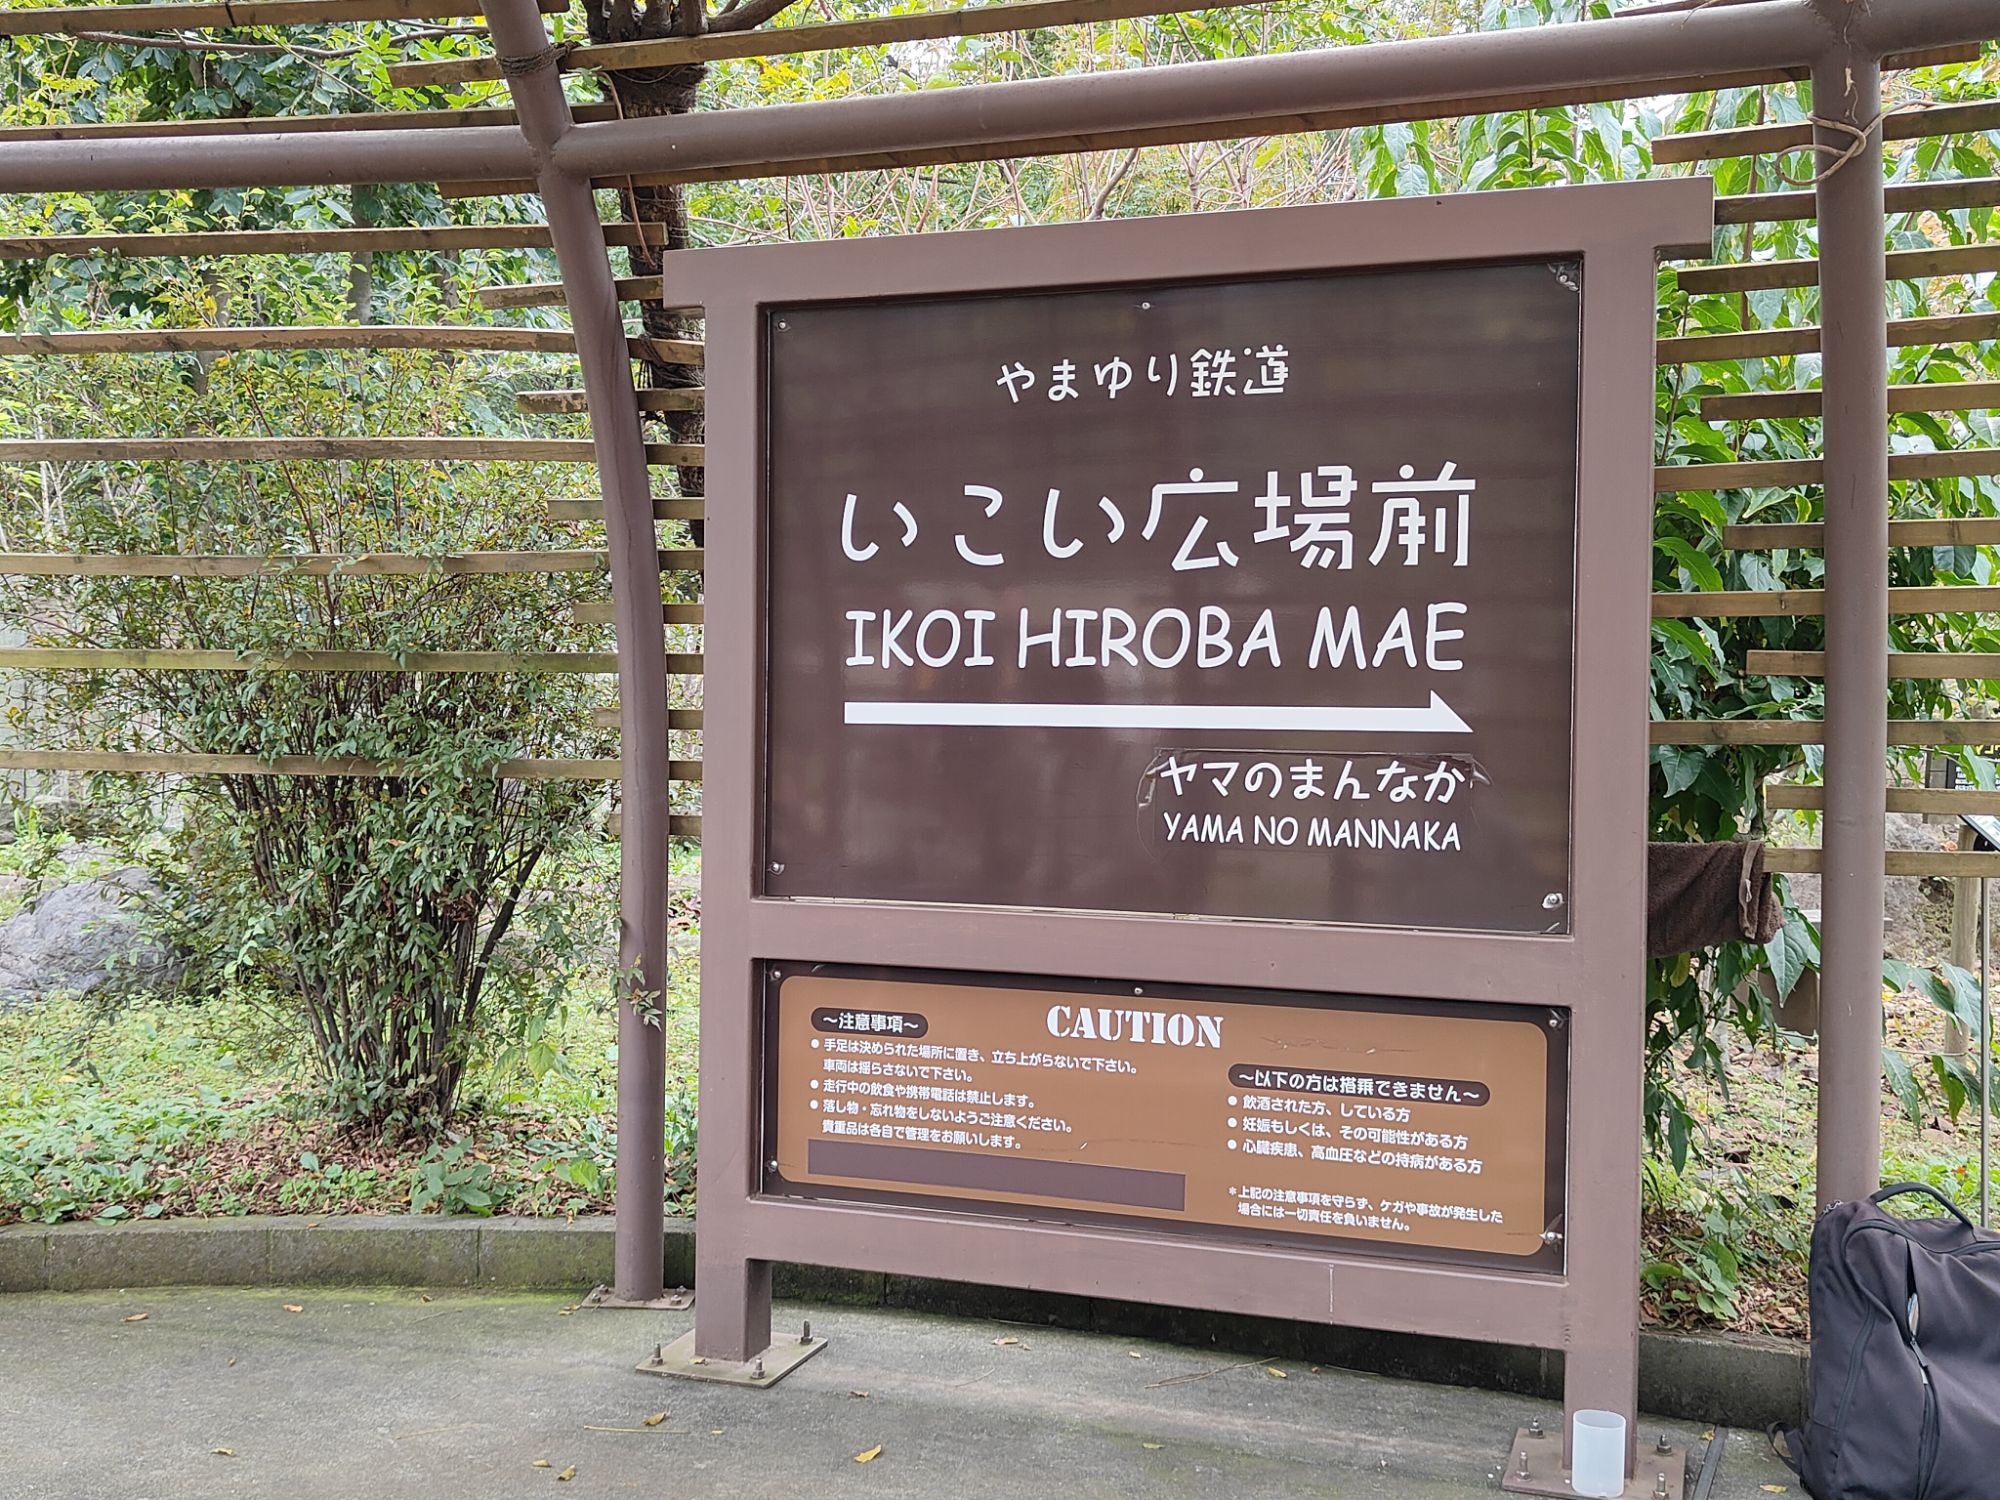 やまゆり鉄道
いこい広場前
IKOI HIROBA MAE
ヤマのまんなか
YAMA NO MANNAKA
CAUTION
～注意事項～
● 手足は決められた場所に置き、立ち上がらないで下さい。
車両は揺らさないで下さい。
● 走行中の飲食や携帯電話は禁止します。
● 落し物・忘れ物をしないようご注意ください。
貴重品は各自で管理をお願いします。
～以下の方は搭乗できません～
● 飲酒された方、している方
● 妊娠もしくは、その可能性がある方
● 心臓疾患、高血圧などの持病がある方
＊上記の注意事項を守らず、ケガや事故が発生した
場合には一切責任を負いません。